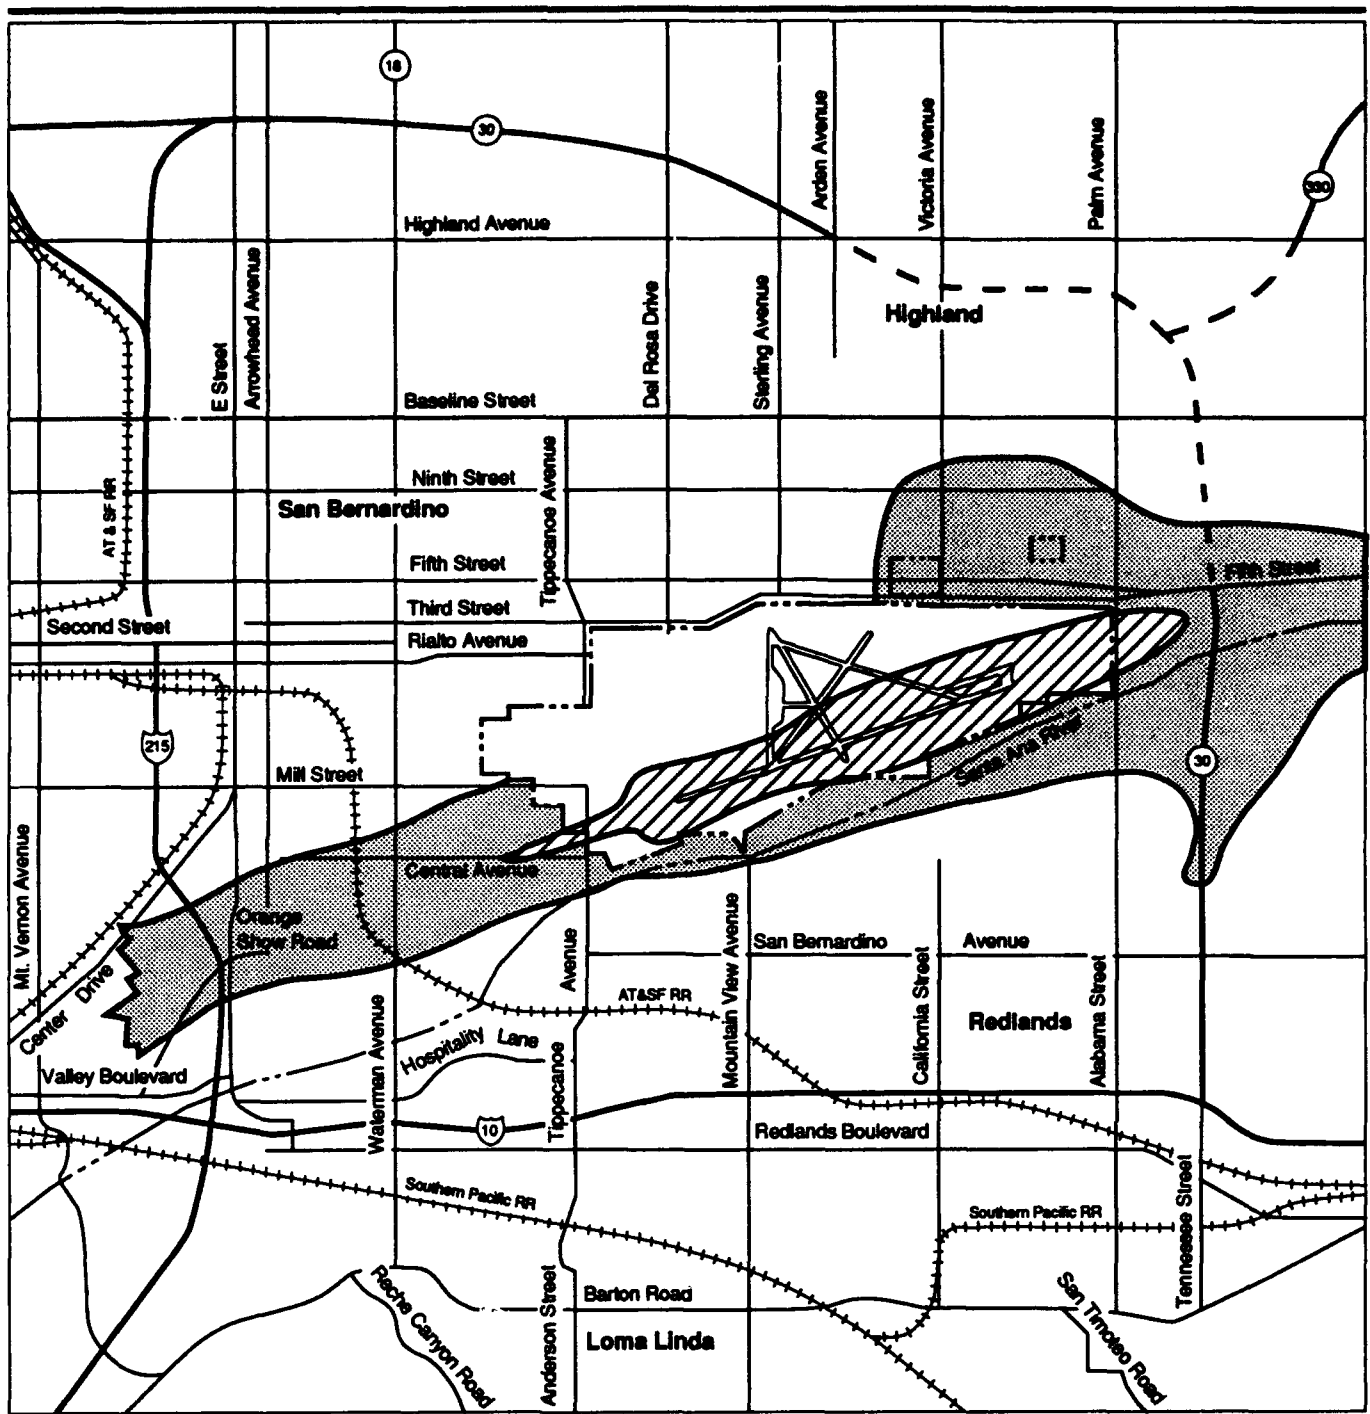 18
30
Arden Avenue
Victoria Avenue
Palm Avenue
330
Highland Avenue
Arrowhead Avenue
E Street
Del Rosa Drive
Sterling Avenue
Highland
Baseline Street
Ninth Street
San Bernardino
AT & SF RR
Tippecanoe Avenue
Fifth Street
Fifth Street
Third Street
Second Street
Rialto Avenue
215
Mill Street
Santa Ana River
30
Mt. Vernon Avenue
Central Avenue
Orange
Show Road
San Bernardino Avenue
Center Drive
Avenue
Mountain View Avenue
California Street
Alabama Street
AT&SF RR
Redlands
Waterman Avenue
Hospitality Lane
Valley Boulevard
Tippecanoe
10
Redlands Boulevard
Southern Pacific RR
Southern Pacific RR
Tennessee Street
Reche Canyon Road
Anderson Street
Barton Road
San Timoteo Road
Loma Linda